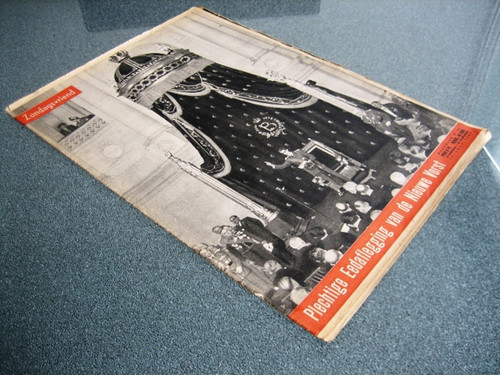 Zondagsvriend
B
Plechtige Eedaflegging van de Nieuwe Vorst